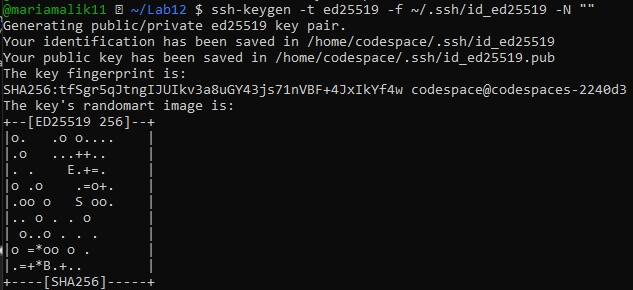 @mariamalik11 ~/Lab12 $ ssh-keygen -t ed25519 -f ~/.ssh/id_ed25519 -N ""
Generating public/private ed25519 key pair.
Your identification has been saved in /home/codespace/.ssh/id_ed25519
Your public key has been saved in /home/codespace/.ssh/id_ed25519.pub
The key fingerprint is:
SHA256:tfSgr5qJtngIJUIkv3a8uGY43js71nVBF+4JxIkYf4w codespace@codespaces-2240d3
The key's randomart image is:
+--[ED25519 256]--+
|o.   .o o....    |
|.o   ...++..     |
|. .    E.+=.     |
|o .o    .=o+.    |
|.oo o   S oo.    |
|.. o . . o       |
| o..o . . .      |
|o =*oo o .       |
|.=+*B.+..        |
+----[SHA256]-----+